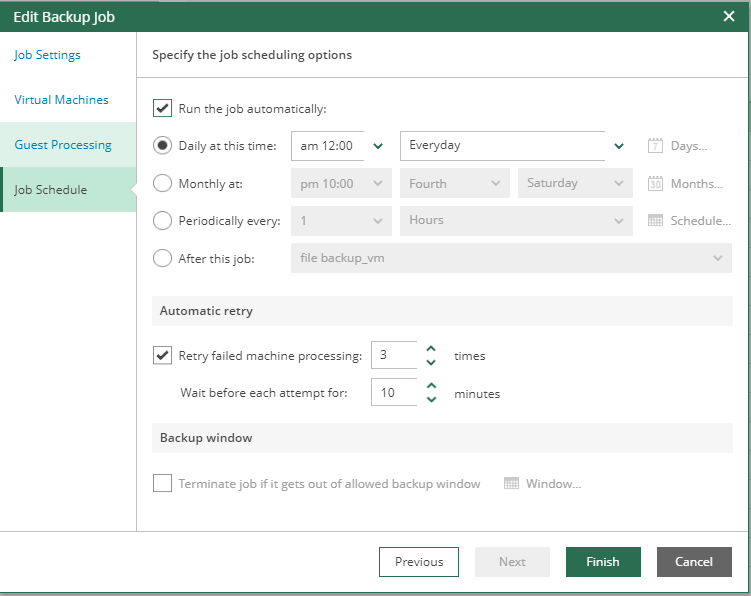 Edit Backup Job
Job Settings
Virtual Machines
Guest Processing
Job Schedule
Specify the job scheduling options
Run the job automatically:
Daily at this time: am 12:00 Everyday 7 Days...
Monthly at: pm 10:00 Fourth Saturday 30 Months...
Periodically every: 1 Hours Schedule...
After this job: file backup_vm
Automatic retry
Retry failed machine processing: 3 times
Wait before each attempt for: 10 minutes
Backup window
Terminate job if it gets out of allowed backup window Window...
Previous Next Finish Cancel